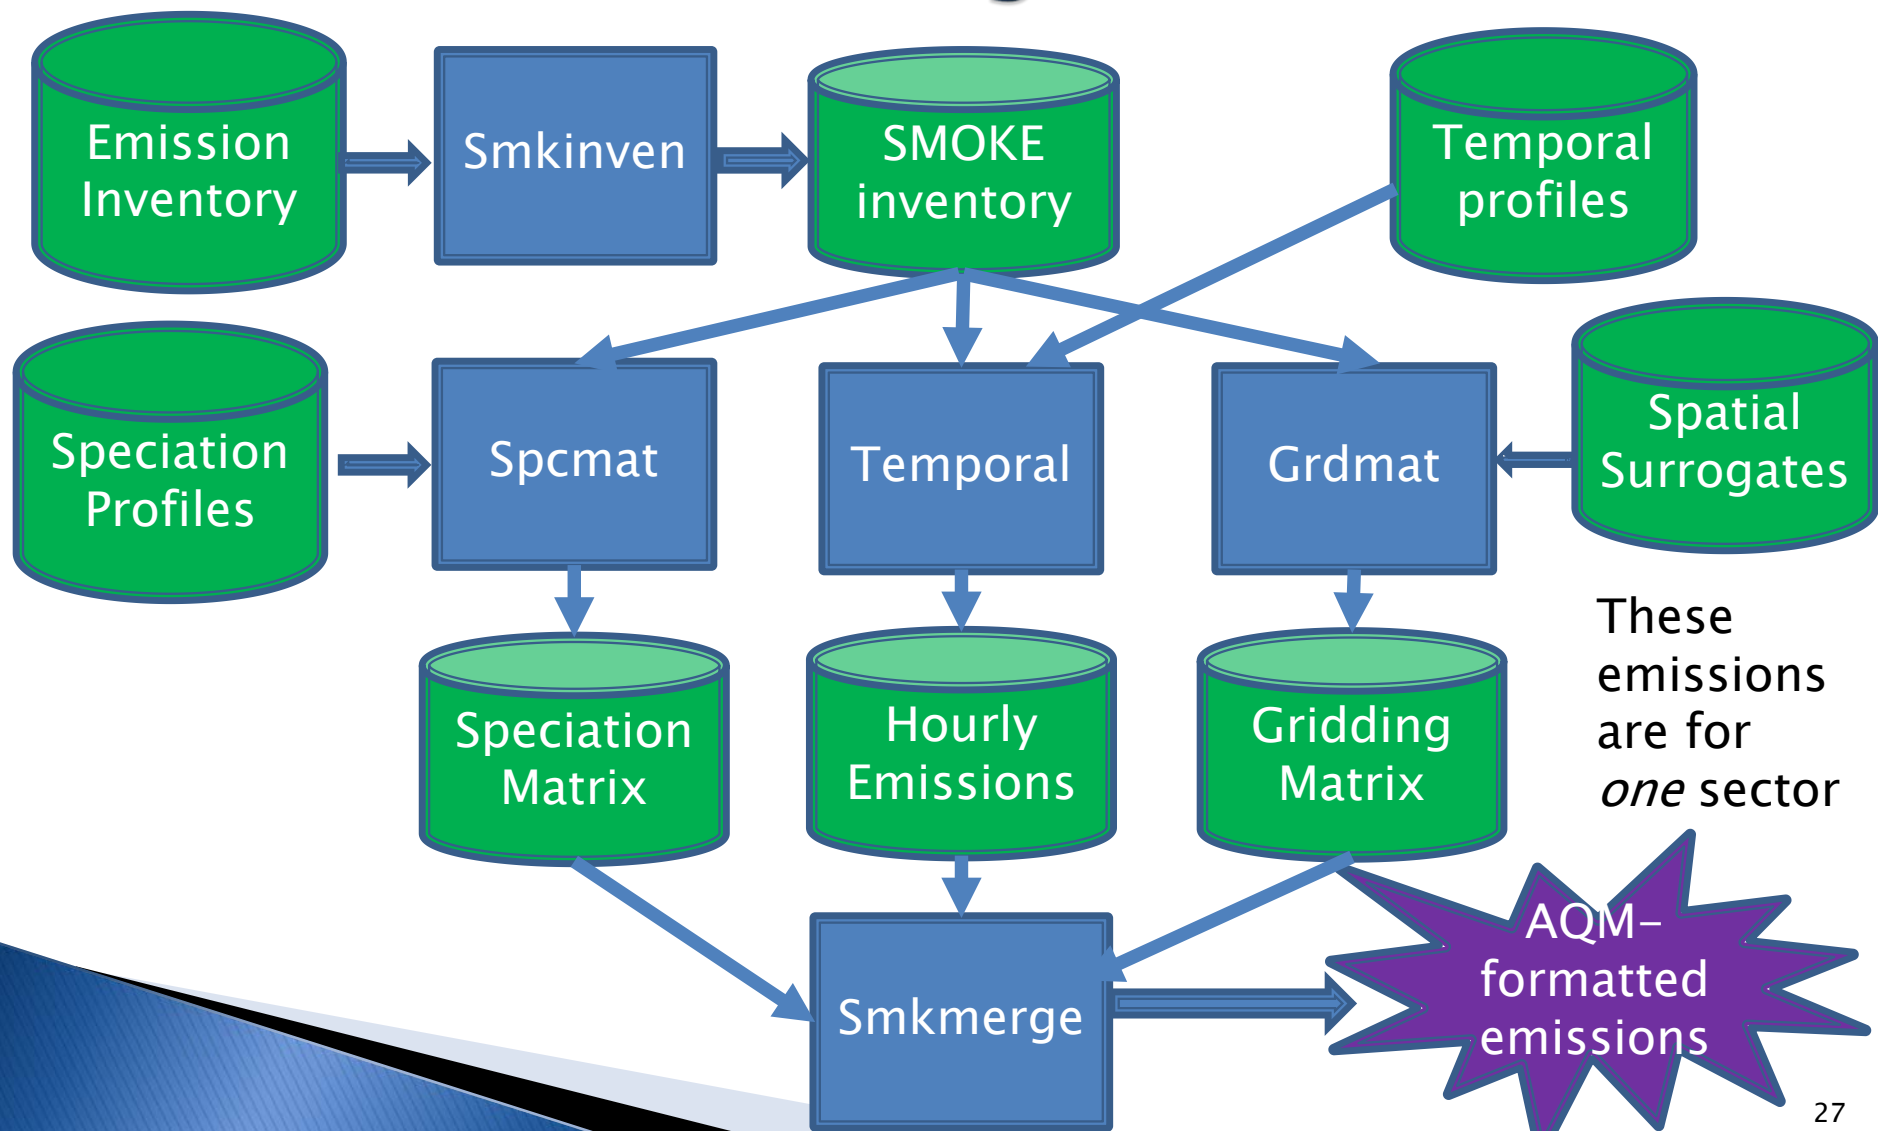 Emission
Inventory
Smkinven
SMOKE
inventory
Temporal
profiles
Speciation
Profiles
Spcmat
Temporal
Grdmat
Spatial
Surrogates
Speciation
Matrix
Hourly
Emissions
Gridding
Matrix
These
emissions
are for
one sector
Smkmerge
AQM-
formatted
emissions
27